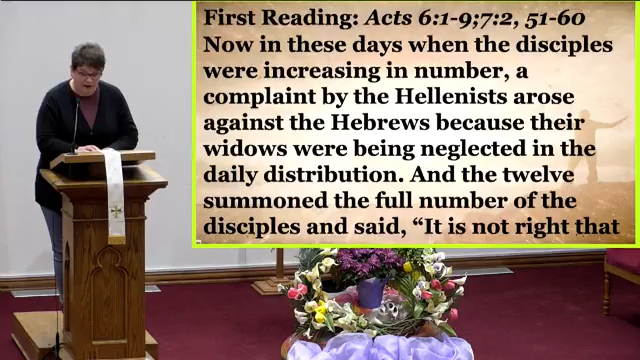 First Reading: Acts 6:1-9;7:2, 51-60
Now in these days when the disciples
were increasing in number, a
complaint by the Hellenists arose
against the Hebrews because their
widows were being neglected in the
daily distribution. And the twelve
summoned the full number of the
disciples and said, “It is not right that